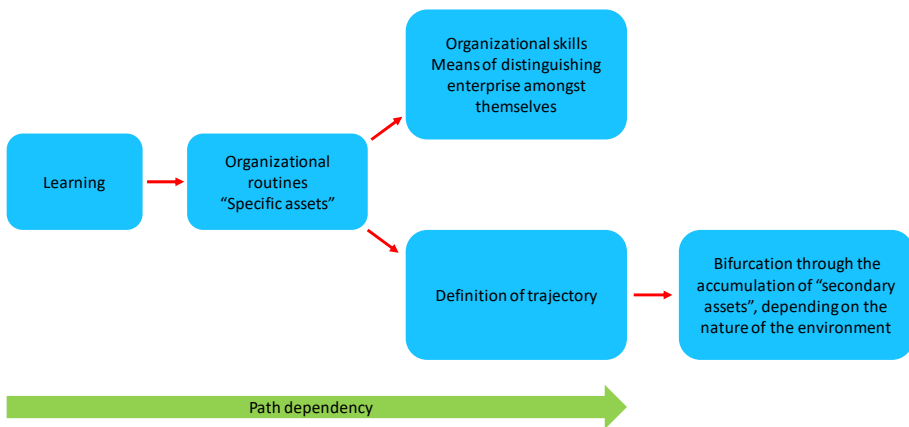 Organizational skills
Means of distinguishing
enterprise amongst
themselves
Learning
Organizational
routines
“Specific assets”
Definition of trajectory
Bifurcation through the
accumulation of “secondary
assets”, depending on the
nature of the environment
Path dependency